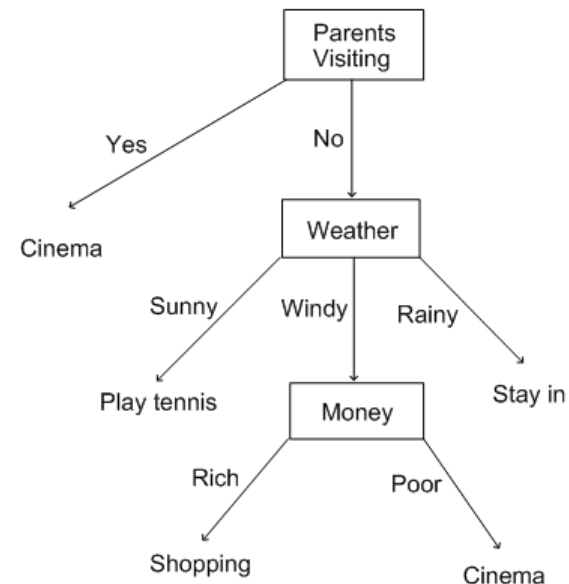 Parents
Visiting
Yes
No
Cinema
Weather
Sunny
Windy
Rainy
Play tennis
Money
Stay in
Rich
Poor
Shopping
Cinema